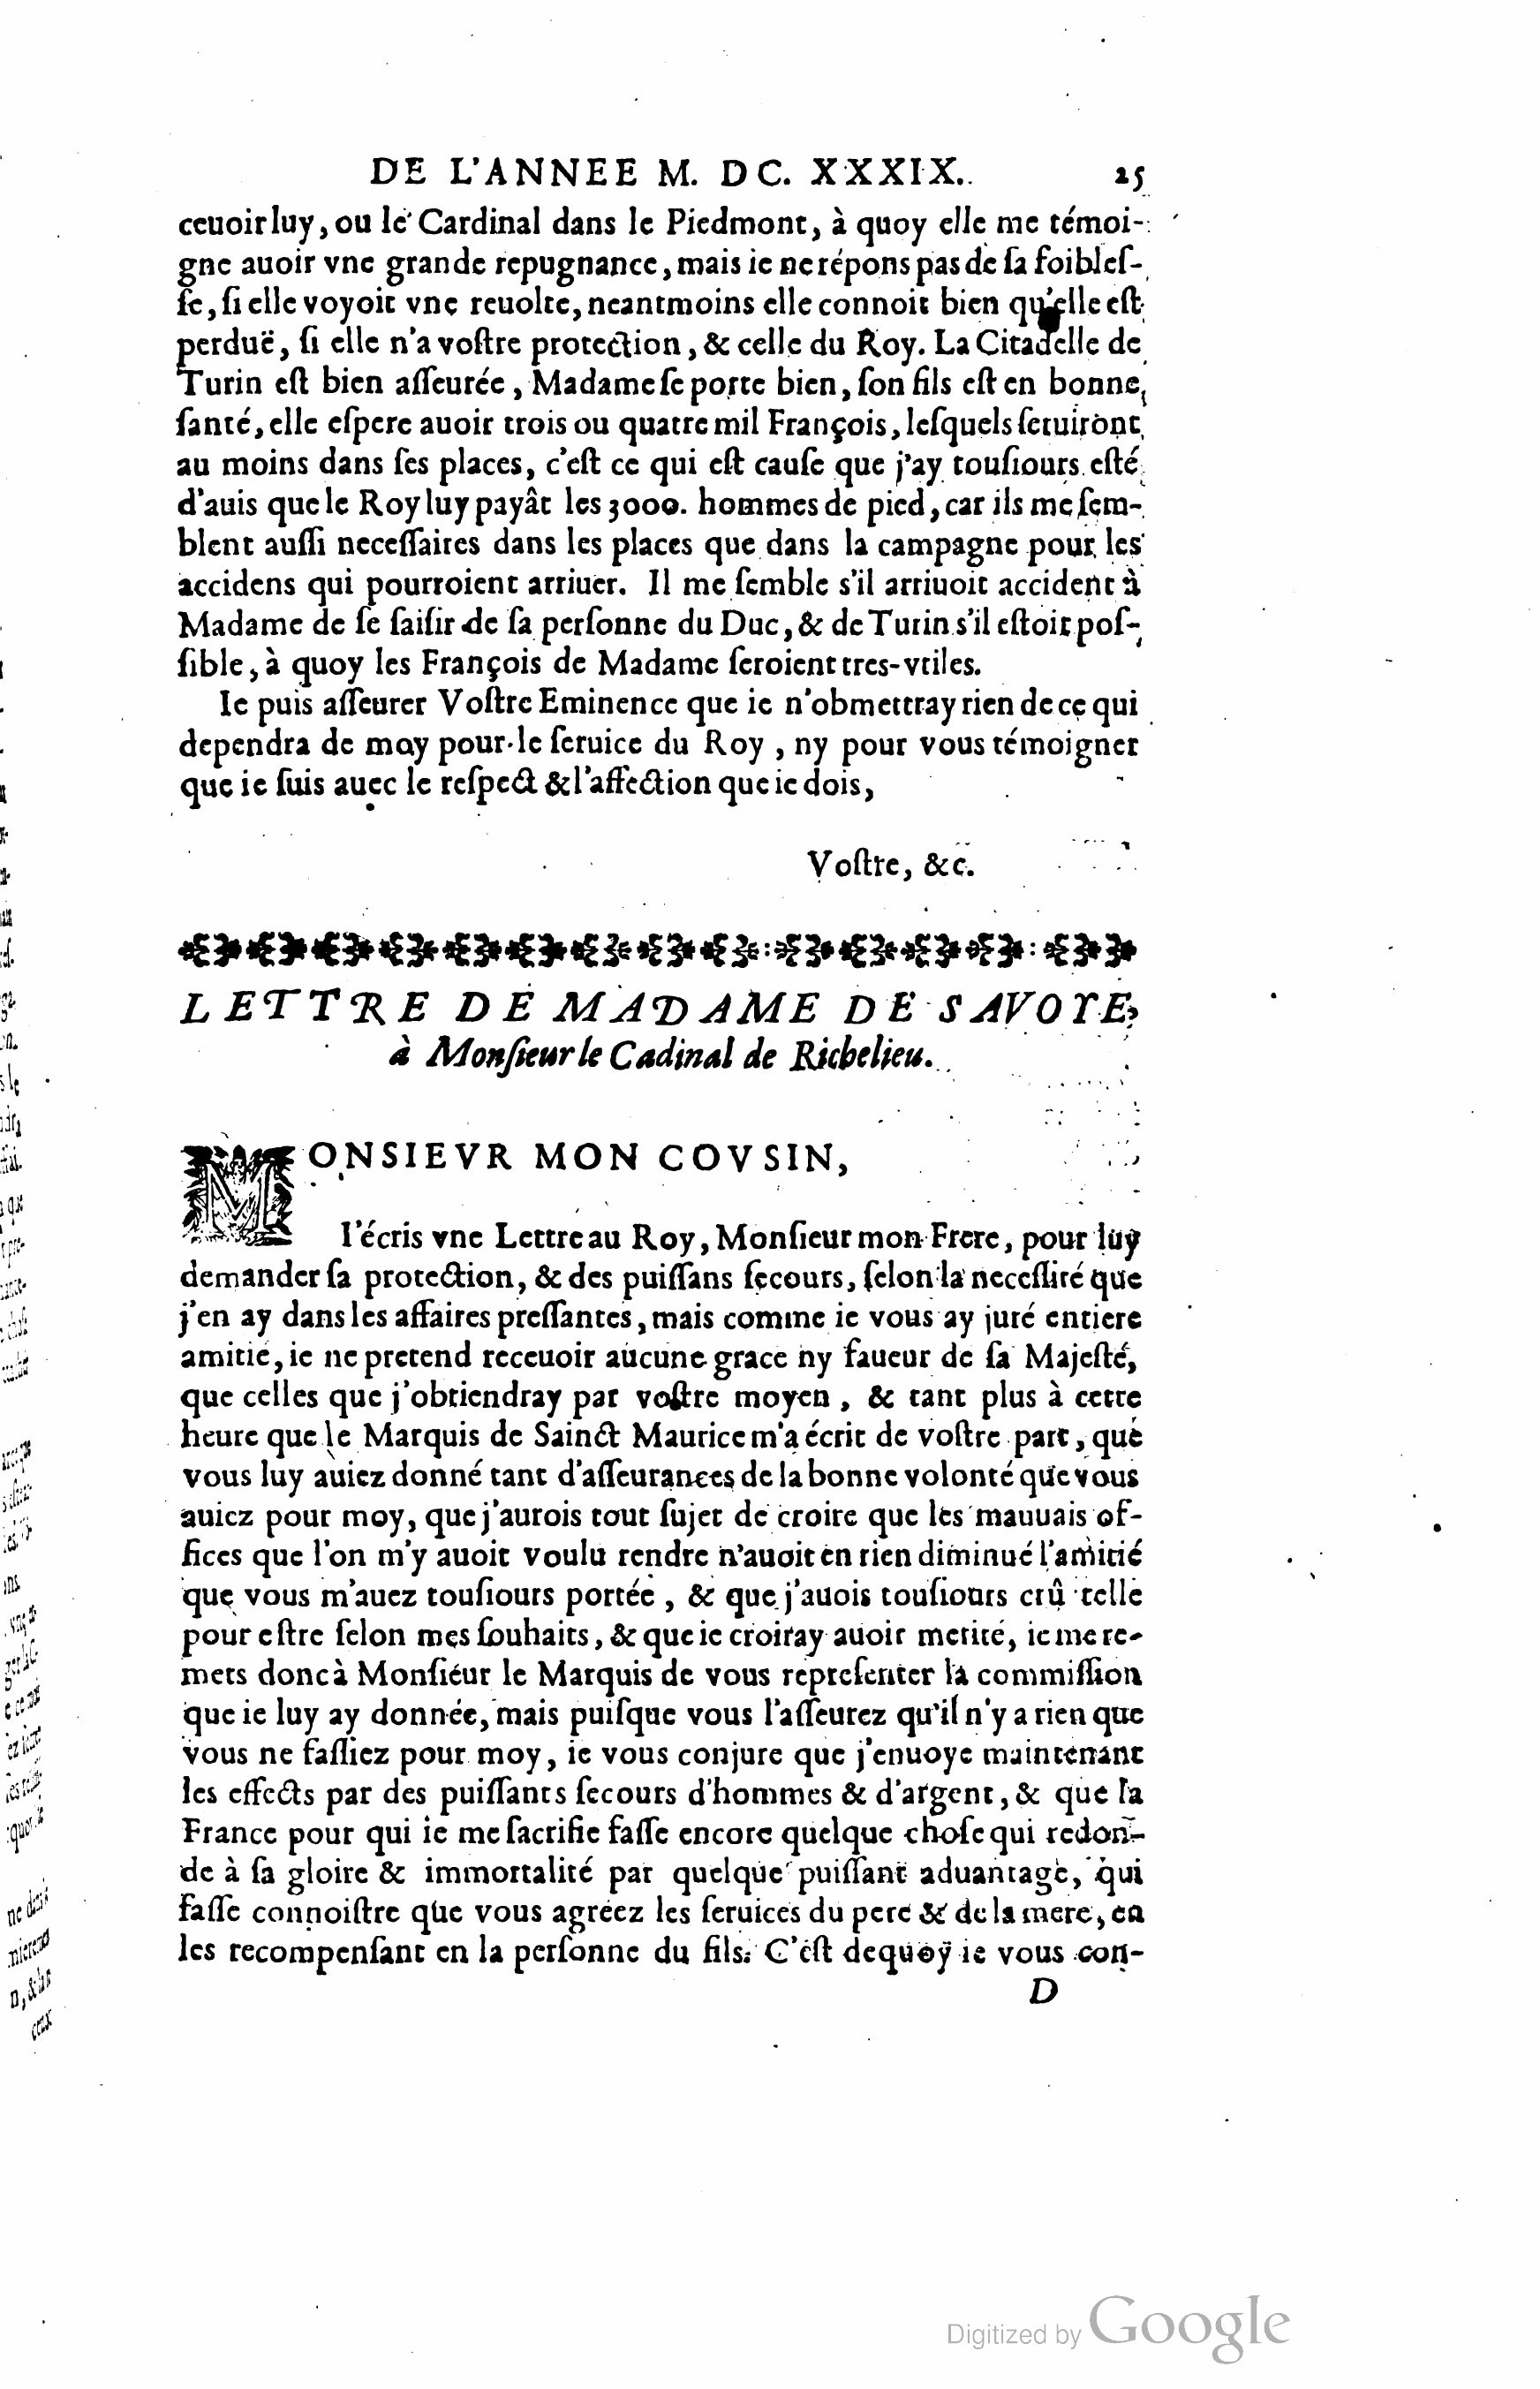 DE L'ANNEE M. DC. XXXIX. 25
ceuoir luy, ou le Cardinal dans le Piedmont, à quoy elle me témoi-
gne auoir vne grande repugnance, mais ie ne répons pas de ſa foibleſ-
ſe, ſi elle voyoit vne reuolte, neantmoins elle connoit bien qu'elle eſt
perduë, ſi elle n'a voſtre protection, & celle du Roy. La Citadelle de
Turin eſt bien aſſeurée, Madame ſe porte bien, ſon fils eſt en bonne
ſanté, elle eſpere auoir trois ou quatre mil François, leſquels ſeruiront
au moins dans ſes places, c'eſt ce qui eſt cauſe que j'ay touſiours eſté
d'auis que le Roy luy payât les 3000. hommes de pied, car ils me ſem-
blent auſſi neceſſaires dans les places que dans la campagne pour les
accidens qui pourroient arriuer. Il me ſemble s'il arriuoit accident à
Madame de ſe ſaiſir de ſa perſonne du Duc, & de Turin s'il eſtoit poſ-
ſible, à quoy les François de Madame ſeroient tres-vtiles.
Ie puis aſſeurer Voſtre Eminence que ie n'obmettray rien de ce qui
dependra de moy pour le ſeruice du Roy, ny pour vous témoigner
que ie ſuis auec le reſpect & l'affection que ie dois,
Voſtre, &c.
LETTRE DE MADAME DE SAVOYE,
à Monſieur le Cadinal de Richelieu.
MONSIEVR MON COVSIN,
I'écris vne Lettre au Roy, Monſieur mon Frere, pour luy
demander ſa protection, & des puiſſans ſecours, ſelon la neceſſité que
j'en ay dans les affaires preſſantes, mais comme ie vous ay juré entiere
amitié, ie ne pretend receuoir aucune grace ny faueur de ſa Majeſté,
que celles que j'obtiendray par voſtre moyen, & tant plus à cette
heure que le Marquis de Sainct Maurice m'a écrit de voſtre part, que
vous luy auiez donné tant d'aſſeurances de la bonne volonté que vous
auiez pour moy, que j'aurois tout ſujet de croire que les mauuais of-
fices que l'on m'y auoit voulu rendre n'auoit en rien diminué l'amitié
que vous m'auez touſiours portée, & que j'auois touſiours crû telle
pour eſtre ſelon mes ſouhaits, & que ie croiray auoir merité, ie me re-
mets donc à Monſieur le Marquis de vous repreſenter la commiſſion
que ie luy ay donnée, mais puiſque vous l'aſſeurez qu'il n'y a rien que
vous ne faſſiez pour moy, ie vous conjure que j'enuoye maintenant
les effects par des puiſſants ſecours d'hommes & d'argent, & que la
France pour qui ie me ſacrifie faſſe encore quelque choſe qui redon-
de à ſa gloire & immortalité par quelque puiſſant aduantage, qui
faſſe connoiſtre que vous agréez les ſeruices du pere & de la mere, en
les recompenſant en la perſonne du fils. C'eſt dequoy ie vous con-
D
Digitized by Google